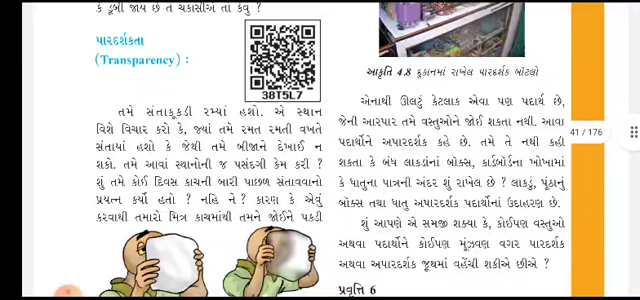 કે ડૂબી જાય છે તે ચકાસીએ તો કેવું ?
પારદર્શકતા
(Transparency) :
38T5L7
તમે સંતાકૂકડી રમ્યાં હશો. એ સ્થાન
વિશે વિચાર કરો કે, જ્યાં તમે રમત રમતી વખતે
સંતાયાં હશો કે જેથી તમે બીજાને દેખાઈ ન
શકો. તમે આવાં સ્થાનોની જ પસંદગી કેમ કરી ?
શું તમે કોઈ દિવસ કાચની બારી પાછળ સંતાવવાનો
પ્રયત્ન કર્યો હતો ? નહિ ને ? કારણ કે એવું
કરવાથી તમારો મિત્ર કાચમાંથી તમને જોઈને પકડી
આકૃતિ 4.8 દુકાનમાં રાખેલ પારદર્શક બૉટલો
એનાથી ઊલટું કેટલાક એવા પણ પદાર્થ છે,
જેની આરપાર તમે વસ્તુઓને જોઈ શકતા નથી. આવા
પદાર્થોને અપારદર્શક કહે છે. તમે તે નથી કહી
શકતા કે બંધ લાકડાંનાં બૉક્સ, કાર્ડબૉર્ડના ખોખામાં
કે ધાતુના પાત્રની અંદર શું રાખેલ છે ? લાકડું, પૂંઠાનું
બૉક્સ તથા ધાતુ અપારદર્શક પદાર્થોનાં ઉદાહરણ છે.
શું આપણે એ સમજી શક્યા કે, કોઈપણ વસ્તુઓ
અથવા પદાર્થોને કોઈપણ મૂંઝવણ વગર પારદર્શક
અથવા અપારદર્શક જૂથમાં વહેંચી શકીએ છીએ ?
પ્રવૃત્તિ 6
41 / 176